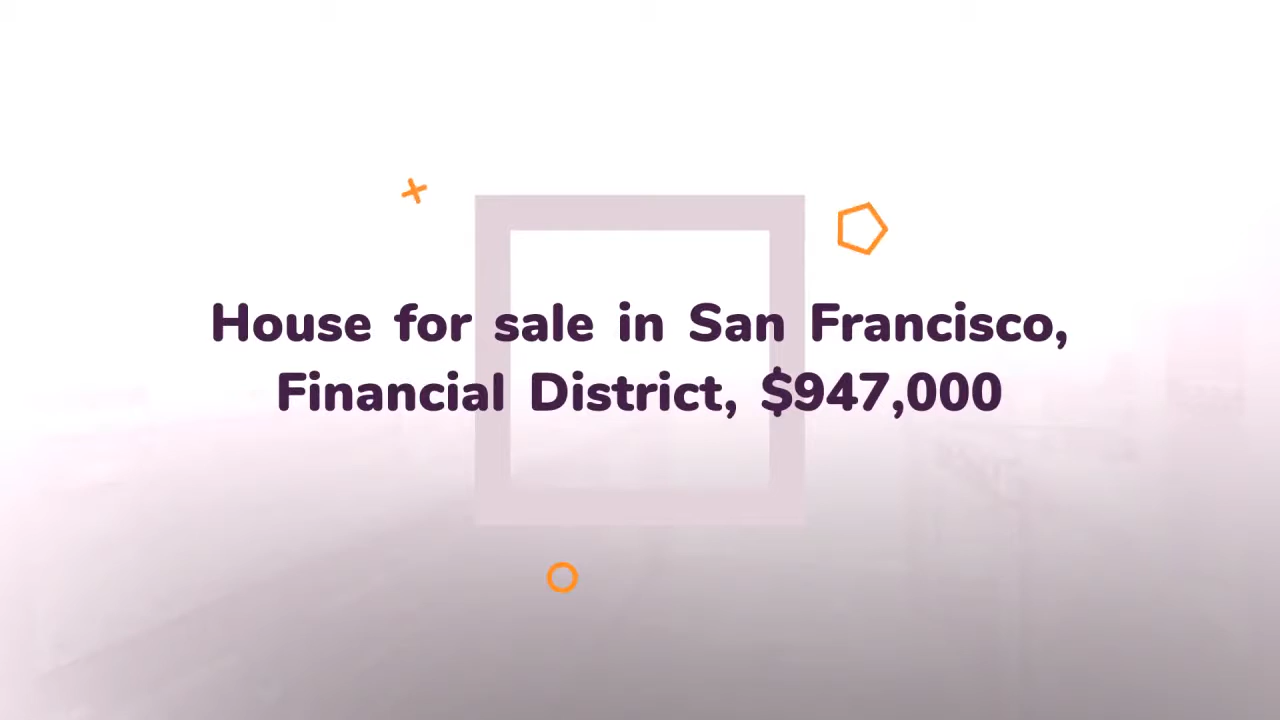 House for sale in San Francisco,
Financial District, $947,000